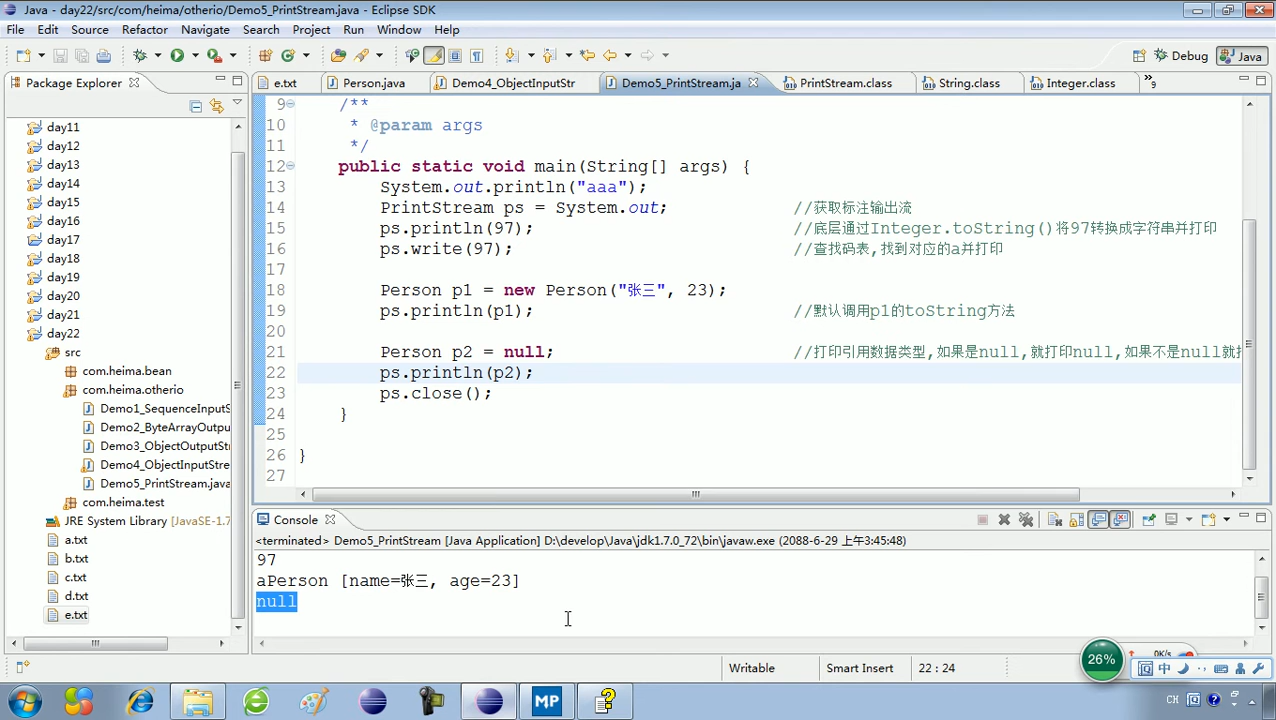 Java - day22/src/com/heima/otherio/Demo5_PrintStream.java - Eclipse SDK
File Edit Source Refactor Navigate Search Project Run Window Help
Debug Java
Package Explorer
e.txt Person.java Demo4_ObjectInputStr Demo5_PrintStream.ja PrintStream.class String.class Integer.class »9
day11
day12
day13
day14
day15
day16
day17
day18
day19
day20
day21
day22
src
com.heima.bean
com.heima.otherio
Demo1_SequenceInputS
Demo2_ByteArrayOutpu
Demo3_ObjectOutputSt
Demo4_ObjectInputStre
Demo5_PrintStream.java
com.heima.test
JRE System Library [JavaSE-1.7
a.txt
b.txt
c.txt
d.txt
e.txt
9 /**
10 * @param args
11 */
12 public static void main(String[] args) {
13 System.out.println("aaa");
14 PrintStream ps = System.out; //获取标注输出流
15 ps.println(97); //底层通过Integer.toString()将97转换成字符串并打印
16 ps.write(97); //查找码表,找到对应的a并打印
17
18 Person p1 = new Person("张三", 23);
19 ps.println(p1); //默认调用p1的toString方法
20
21 Person p2 = null; //打印引用数据类型,如果是null,就打印null,如果不是null就
22 ps.println(p2);
23 ps.close();
24 }
25
26 }
27
Console
<terminated> Demo5_PrintStream [Java Application] D:\develop\Java\jdk1.7.0_72\bin\javaw.exe (2088-6-29 上午3:45:48)
97
aPerson [name=张三, age=23]
null
Writable Smart Insert 22 : 24
26%
0K/s
中
MP
CK